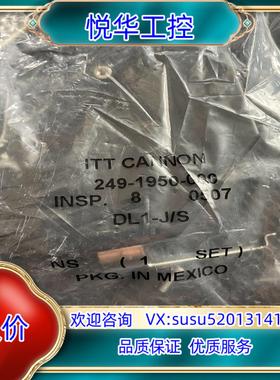 悦华工控
ITT CANNON
249-1950-000
INSP. 8 0307
DL1-J/S
NS ( 1 SET)
PKG. IN MEXICO
价
欢迎咨询 VX:susu52013141
品质保证 优质服务